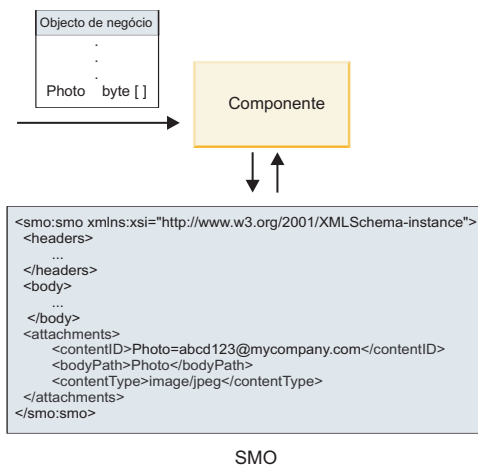 Objecto de negócio
.
.
.
Photo byte [ ]
Componente
<smo:smo xmlns:xsi="http://www.w3.org/2001/XMLSchema-instance">
<headers>
...
</headers>
<body>
...
</body>
<attachments>
<contentID>Photo=abcd123@mycompany.com</contentID>
<bodyPath>Photo</bodyPath>
<contentType>image/jpeg</contentType>
</attachments>
</smo:smo>
SMO